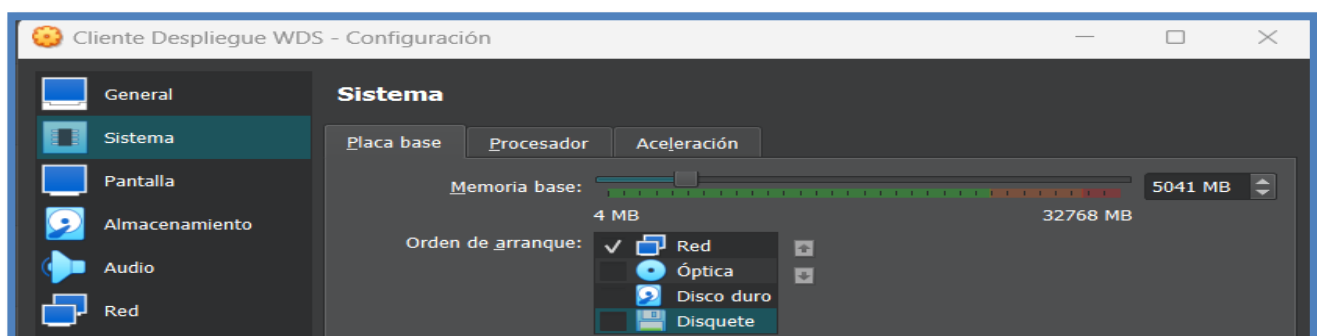 Cliente Despliegue WDS - Configuración
General
Sistema
Pantalla
Almacenamiento
Audio
Red
Sistema
Placa base Procesador Aceleración
Memoria base: 5041 MB
4 MB 32768 MB
Orden de arranque: Red
Óptica
Disco duro
Disquete